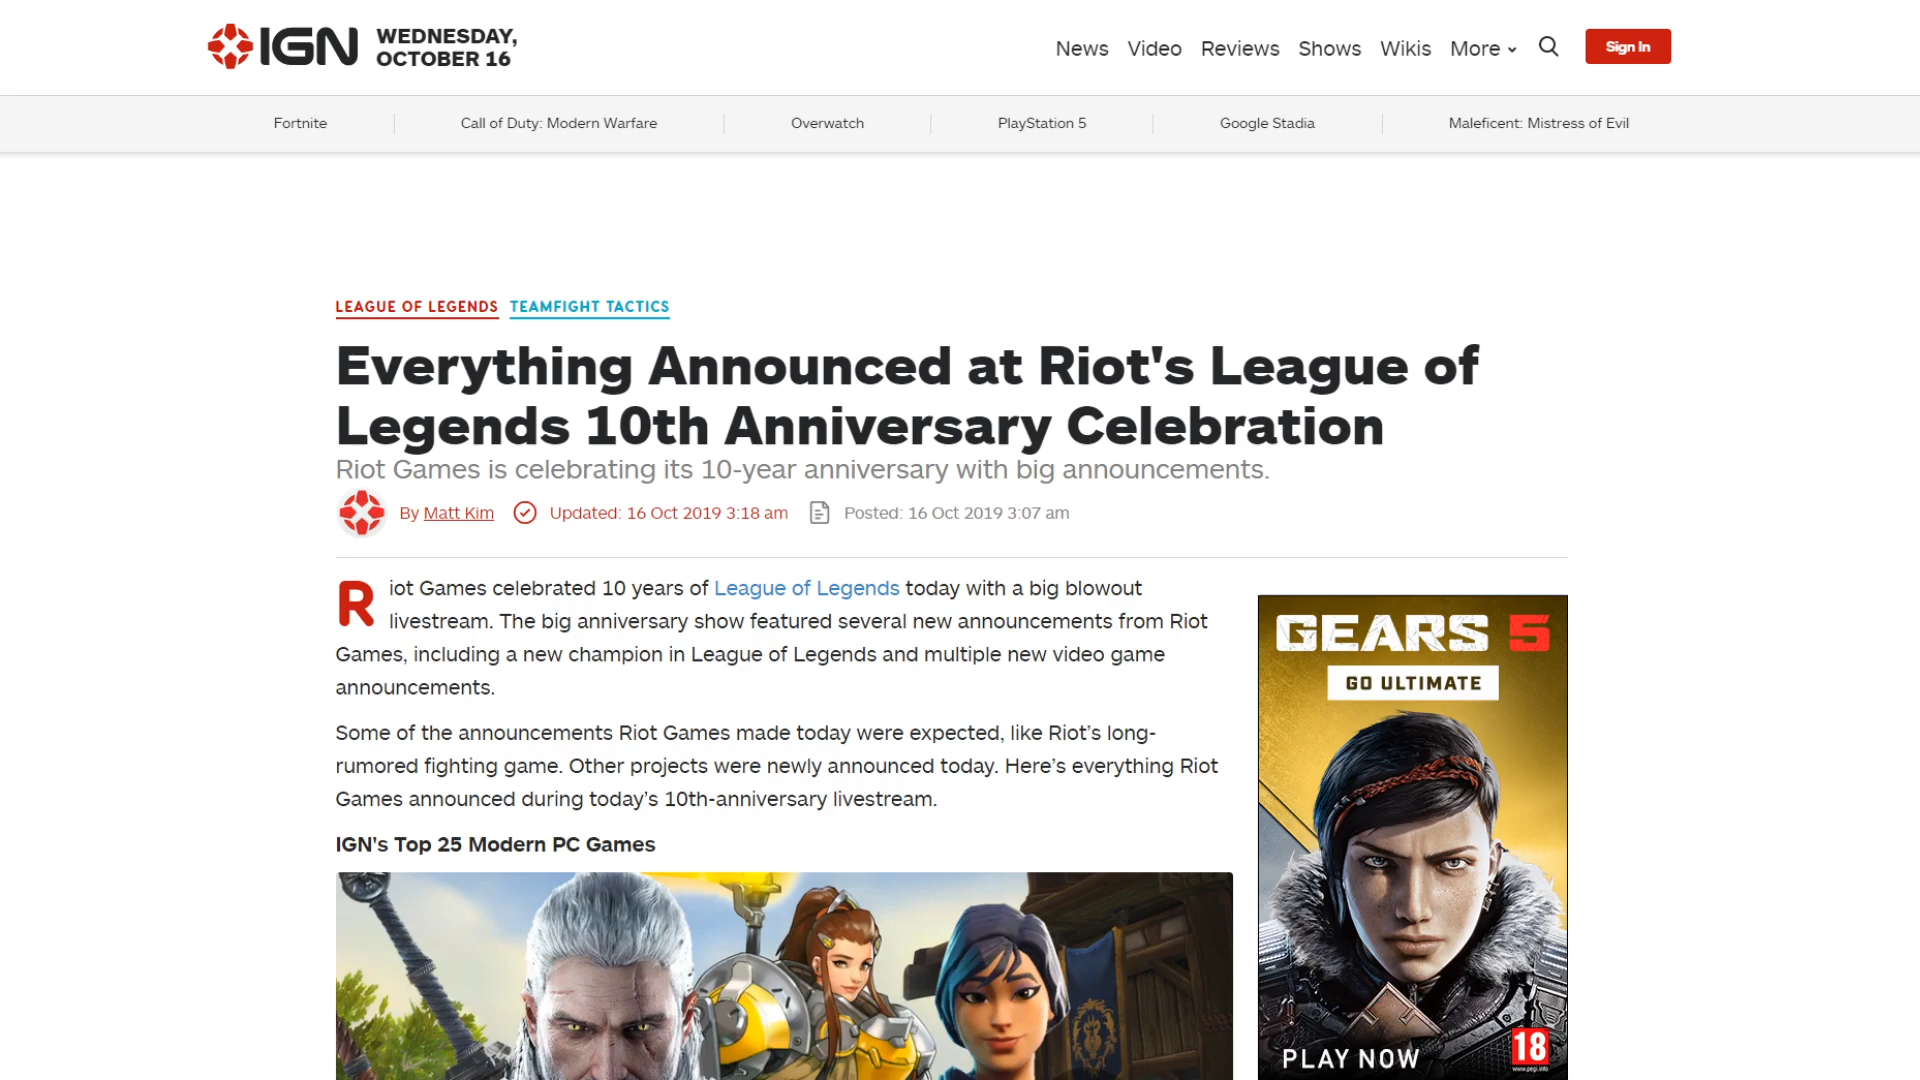 IGN
WEDNESDAY,
OCTOBER 16
News Video Reviews Shows Wikis More
Sign In
Fortnite
Call of Duty: Modern Warfare
Overwatch
PlayStation 5
Google Stadia
Maleficent: Mistress of Evil
LEAGUE OF LEGENDS TEAMFIGHT TACTICS
Everything Announced at Riot's League of
Legends 10th Anniversary Celebration
Riot Games is celebrating its 10-year anniversary with big announcements.
By Matt Kim Updated: 16 Oct 2019 3:18 am Posted: 16 Oct 2019 3:07 am
Riot Games celebrated 10 years of League of Legends today with a big blowout
livestream. The big anniversary show featured several new announcements from Riot
Games, including a new champion in League of Legends and multiple new video game
announcements.
Some of the announcements Riot Games made today were expected, like Riot’s long-
rumored fighting game. Other projects were newly announced today. Here’s everything Riot
Games announced during today’s 10th-anniversary livestream.
IGN's Top 25 Modern PC Games
GEARS 5
GO ULTIMATE
PLAY NOW
18
www.pegi.info